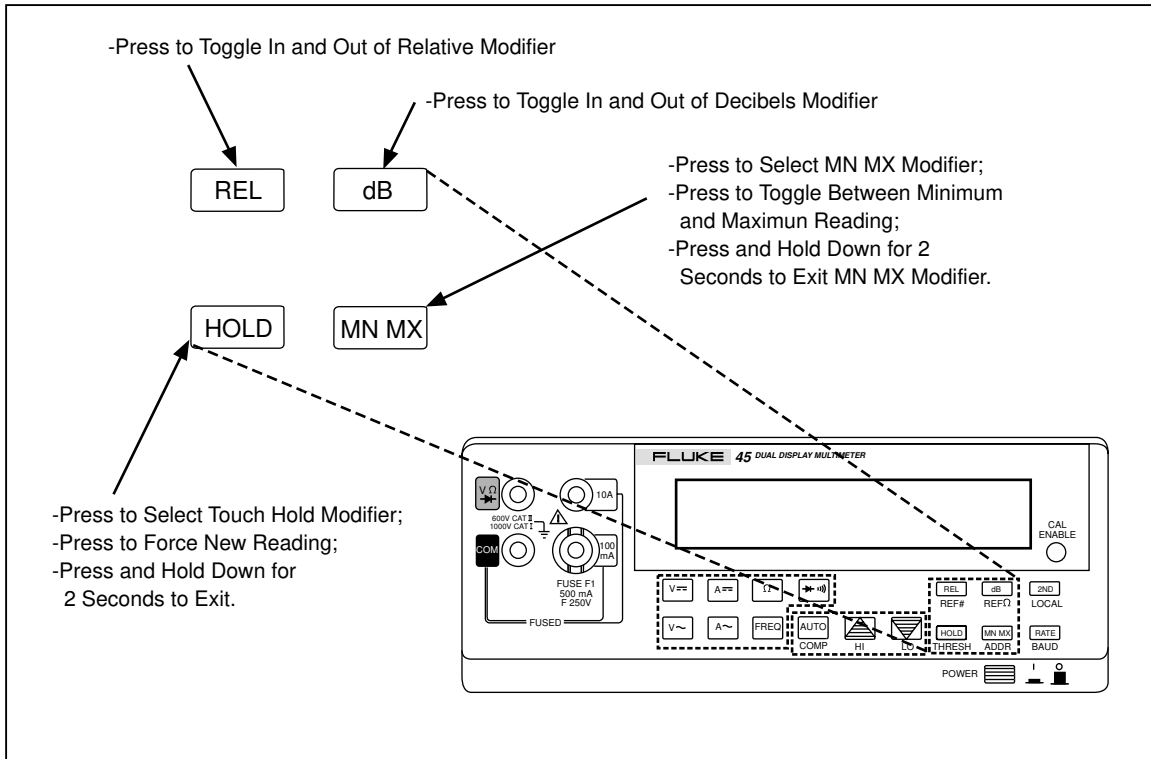 -Press to Toggle In and Out of Relative Modifier
-Press to Toggle In and Out of Decibels Modifier
-Press to Select MN MX Modifier;
-Press to Toggle Between Minimum
and Maximun Reading;
-Press and Hold Down for 2
Seconds to Exit MN MX Modifier.
REL
dB
HOLD
MN MX
-Press to Select Touch Hold Modifier;
-Press to Force New Reading;
-Press and Hold Down for
2 Seconds to Exit.
FLUKE 45 DUAL DISPLAY MULTIMETER
V Ω
10A
600V CAT II
1000V CAT I
COM
100
mA
FUSE F1
500 mA
F 250V
FUSED
CAL
ENABLE
V
A
Ω
REL
dB
2ND
REF#
REFΩ
LOCAL
V~
A~
FREQ
AUTO
HOLD
MN MX
RATE
COMP
HI
LO
THRESH
ADDR
BAUD
POWER
I
O